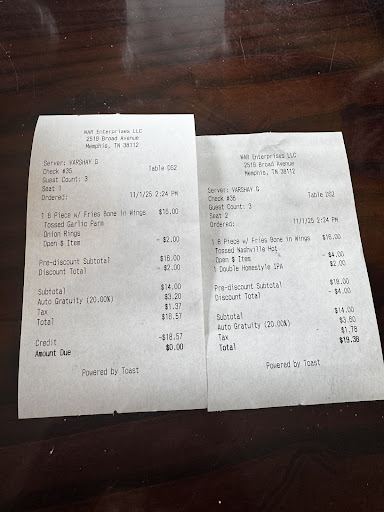 WAR Enterprises LLC
2519 Broad Avenue
Memphis, TN 38112
Server: VARSHAY G
Check #35 Table 052
Guest Count: 3
Seat 1
Ordered: 11/1/25 2:24 PM
1 6 Piece w/ Fries Bone in Wings $16.00
Tossed Garlic Parm
Onion Rings
Open $ Item - $2.00
Pre-discount Subtotal $16.00
Discount Total - $2.00
Subtotal $14.00
Auto Gratuity (20.00%) $3.20
Tax $1.37
Total $18.57
Credit -$18.57
Amount Due $0.00
Powered by Toast
WAR Enterprises LLC
2519 Broad Avenue
Memphis, TN 38112
Server: VARSHAY G
Check #35 Table 052
Guest Count: 3
Seat 2
Ordered: 11/1/25 2:24 PM
1 6 Piece w/ Fries Bone in Wings $16.00
Tossed Nashville Hot
Open $ Item - $4.00
1 Double Homestyle IPA $2.00
Pre-discount Subtotal $18.00
Discount Total - $4.00
Subtotal $14.00
Auto Gratuity (20.00%) $3.60
Tax $1.78
Total $19.38
Powered by Toast